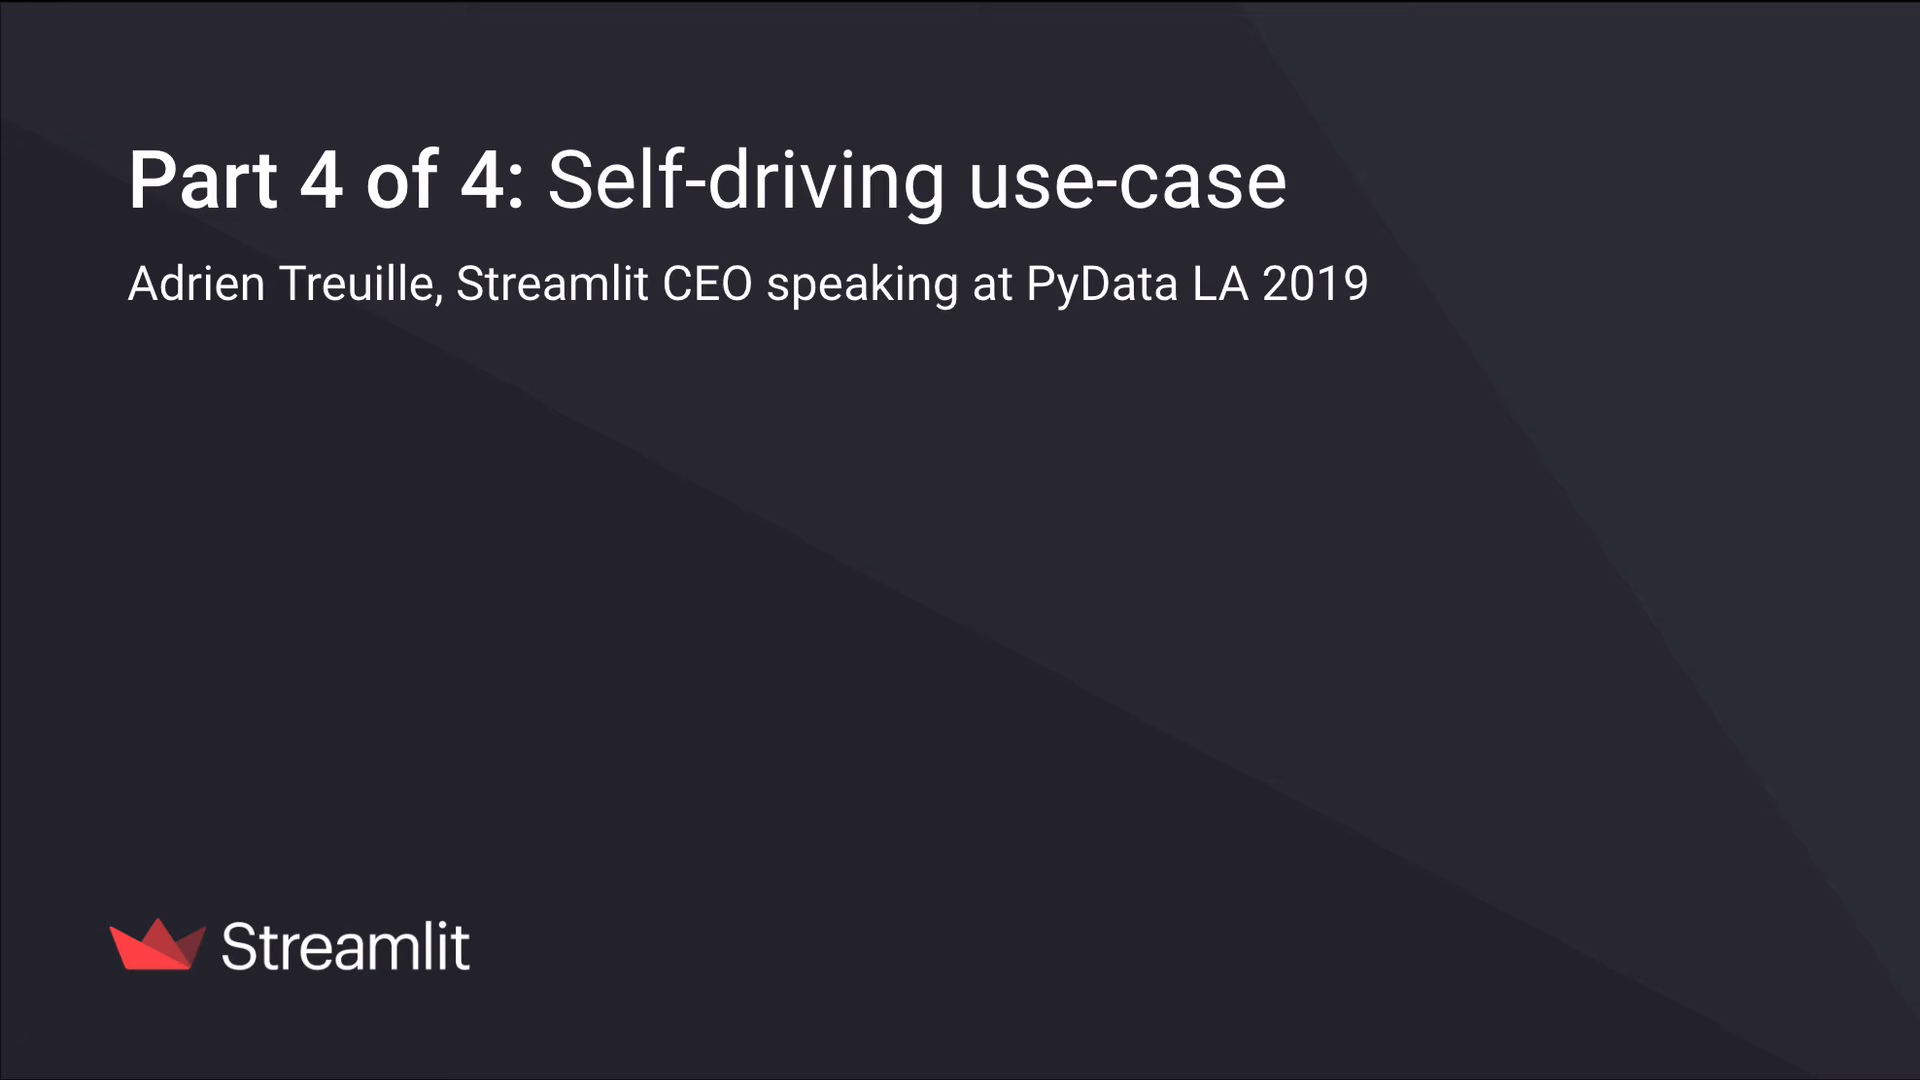 Part 4 of 4: Self-driving use-case
Adrien Treuille, Streamlit CEO speaking at PyData LA 2019
Streamlit